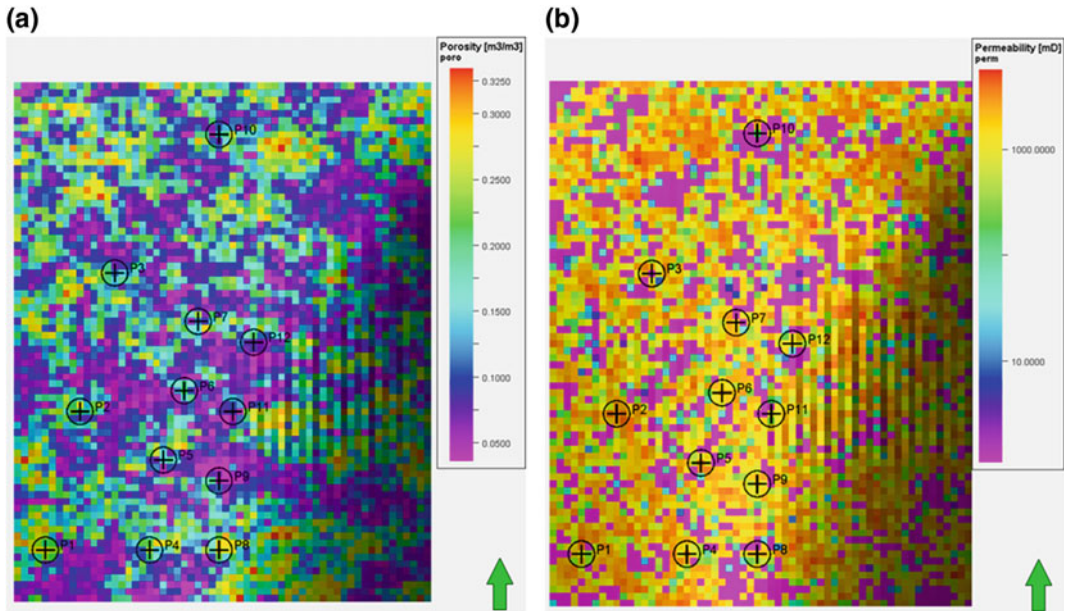 (a)
Porosity [m3/m3]
poro
0.3250
0.3000
0.2500
0.2000
0.1500
0.1000
0.0500
P10
P3
P7
P12
P6
P2
P11
P5
P9
P1
P4
P8
(b)
Permeability [mD]
perm
1000.0000
10.0000
P10
P3
P7
P12
P6
P2
P11
P5
P9
P1
P4
P8